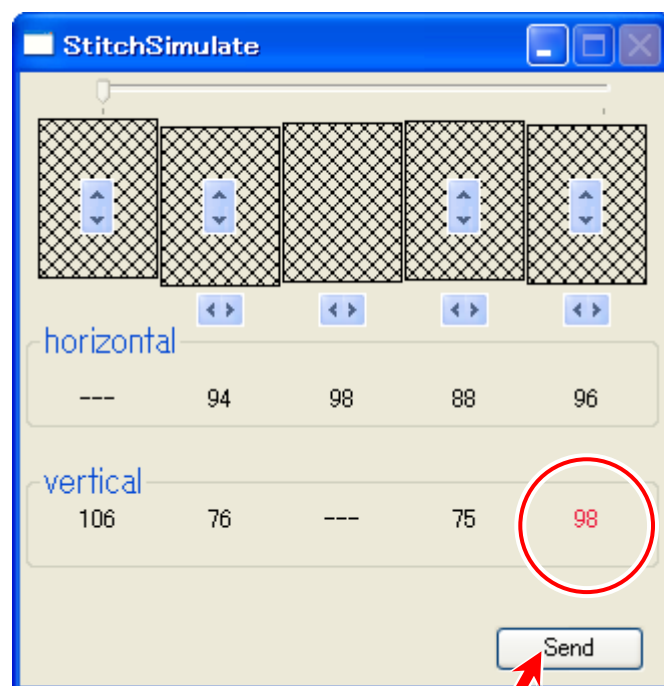 StitchSimulate
horizontal
--- 94 98 88 96
vertical
106 76 --- 75 98
Send